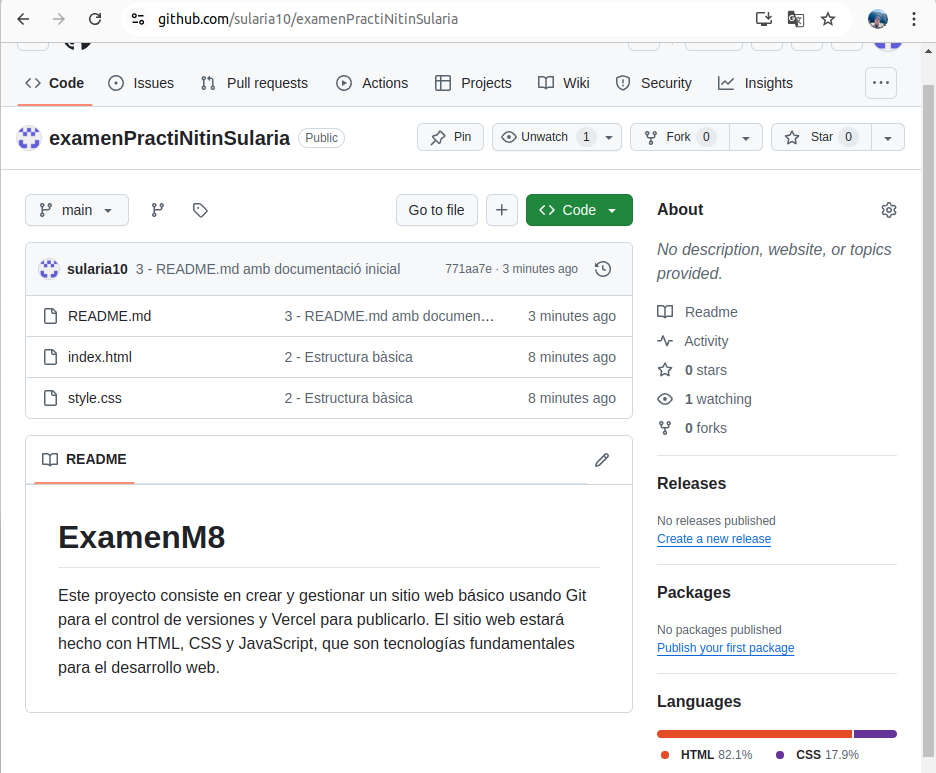 github.com/sularia10/examenPractiNitinSularia
Code Issues Pull requests Actions Projects Wiki Security Insights
examenPractiNitinSularia Public Pin Unwatch 1 Fork 0 Star 0
main Go to file Code
sularia10 3 - README.md amb documentació inicial 771aa7e · 3 minutes ago
README.md 3 - README.md amb documen… 3 minutes ago
index.html 2 - Estructura bàsica 8 minutes ago
style.css 2 - Estructura bàsica 8 minutes ago
README
ExamenM8
Este proyecto consiste en crear y gestionar un sitio web básico usando Git
para el control de versiones y Vercel para publicarlo. El sitio web estará
hecho con HTML, CSS y JavaScript, que son tecnologías fundamentales
para el desarrollo web.
About
No description, website, or topics
provided.
Readme
Activity
0 stars
1 watching
0 forks
Releases
No releases published
Create a new release
Packages
No packages published
Publish your first package
Languages
HTML 82.1% CSS 17.9%